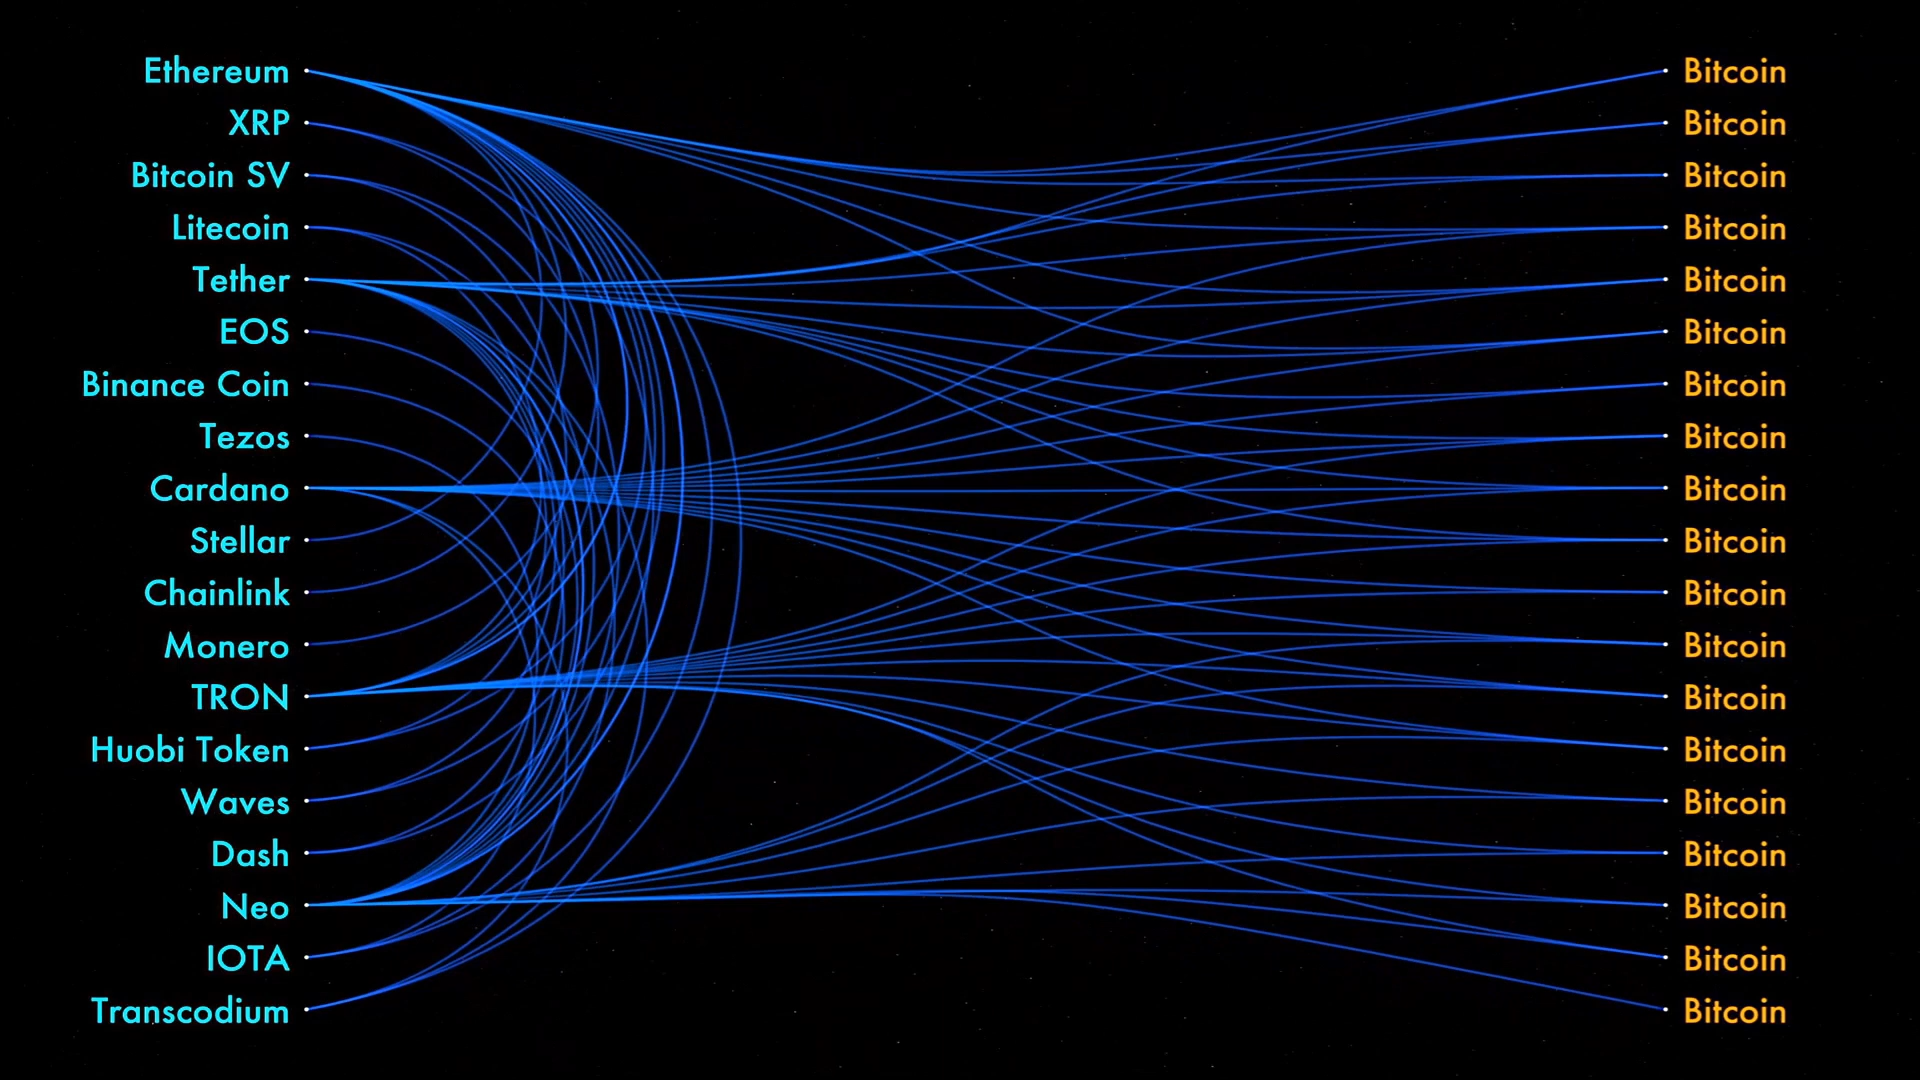 Ethereum Bitcoin
XRP Bitcoin
Bitcoin SV Bitcoin
Litecoin Bitcoin
Tether Bitcoin
EOS Bitcoin
Binance Coin Bitcoin
Tezos Bitcoin
Cardano Bitcoin
Stellar Bitcoin
Chainlink Bitcoin
Monero Bitcoin
TRON Bitcoin
Huobi Token Bitcoin
Waves Bitcoin
Dash Bitcoin
Neo Bitcoin
IOTA Bitcoin
Transcodium Bitcoin